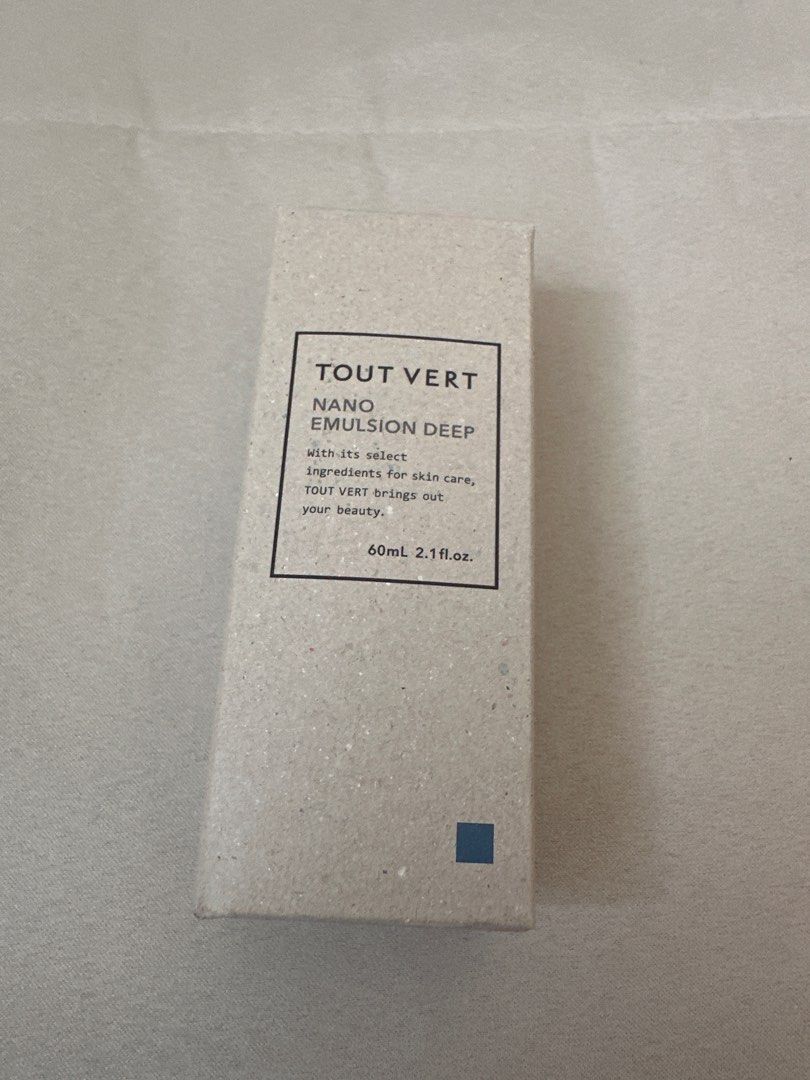 TOUT VERT
NANO
EMULSION DEEP
With its select
ingredients for skin care,
TOUT VERT brings out
your beauty.
60mL 2.1fl.oz.